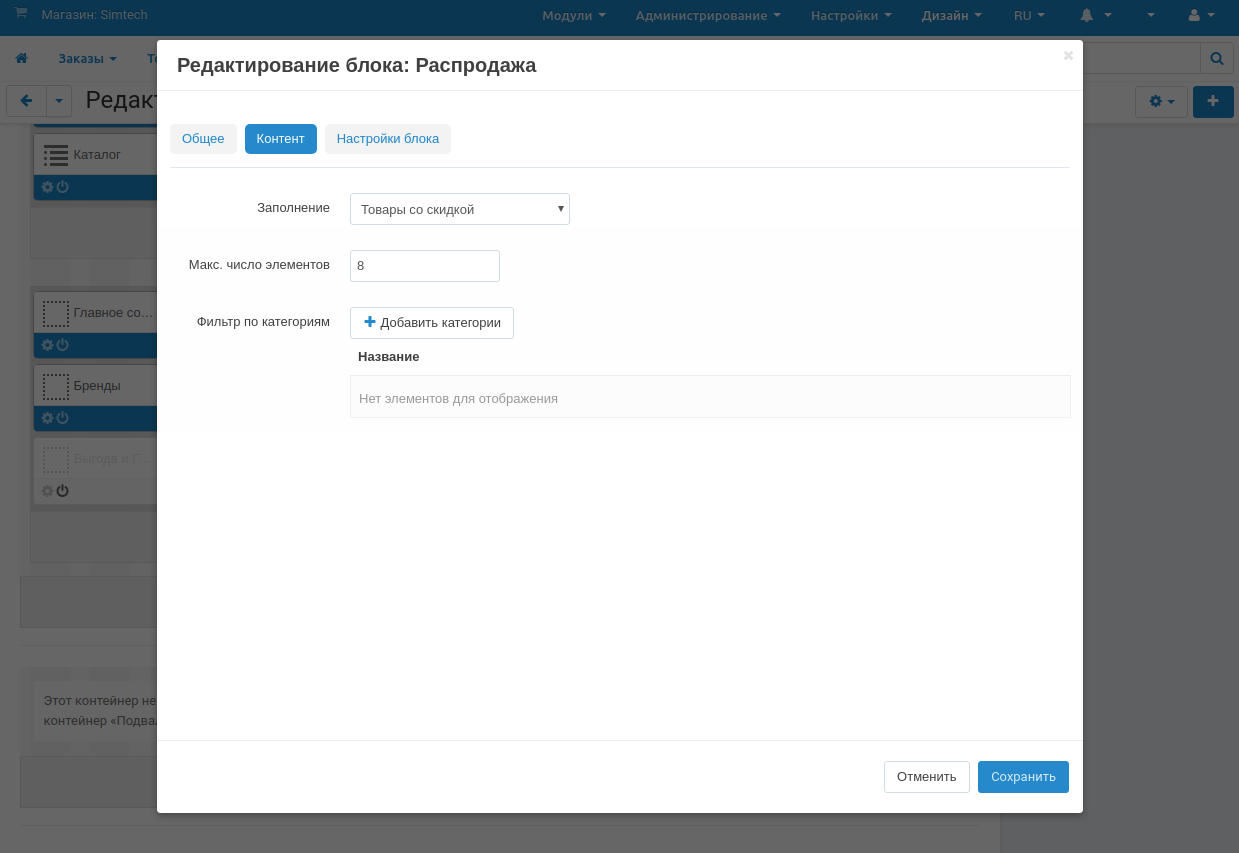 Магазин: Simtech
Модули
Администрирование
Настройки
Дизайн
RU
Заказы
Редактирование блока: Распродажа
Общее
Контент
Настройки блока
Каталог
Заполнение
Товары со скидкой
Макс. число элементов
8
Главное со...
Фильтр по категориям
Добавить категории
Название
Бренды
Нет элементов для отображения
Выгода и Г...
Этот контейнер не
контейнер «Подва
Отменить
Сохранить